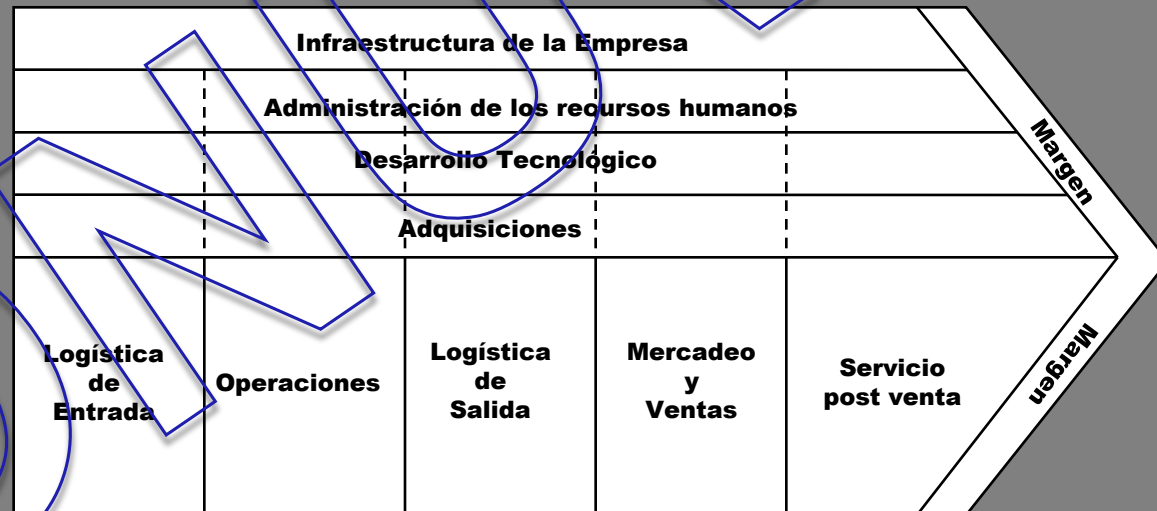 Infraestructura de la Empresa
Administración de los recursos humanos
Desarrollo Tecnológico
Adquisiciones
Margen
Logística
de
Entrada
Operaciones
Logística
de
Salida
Mercadeo
y
Ventas
Servicio
post venta
Margen